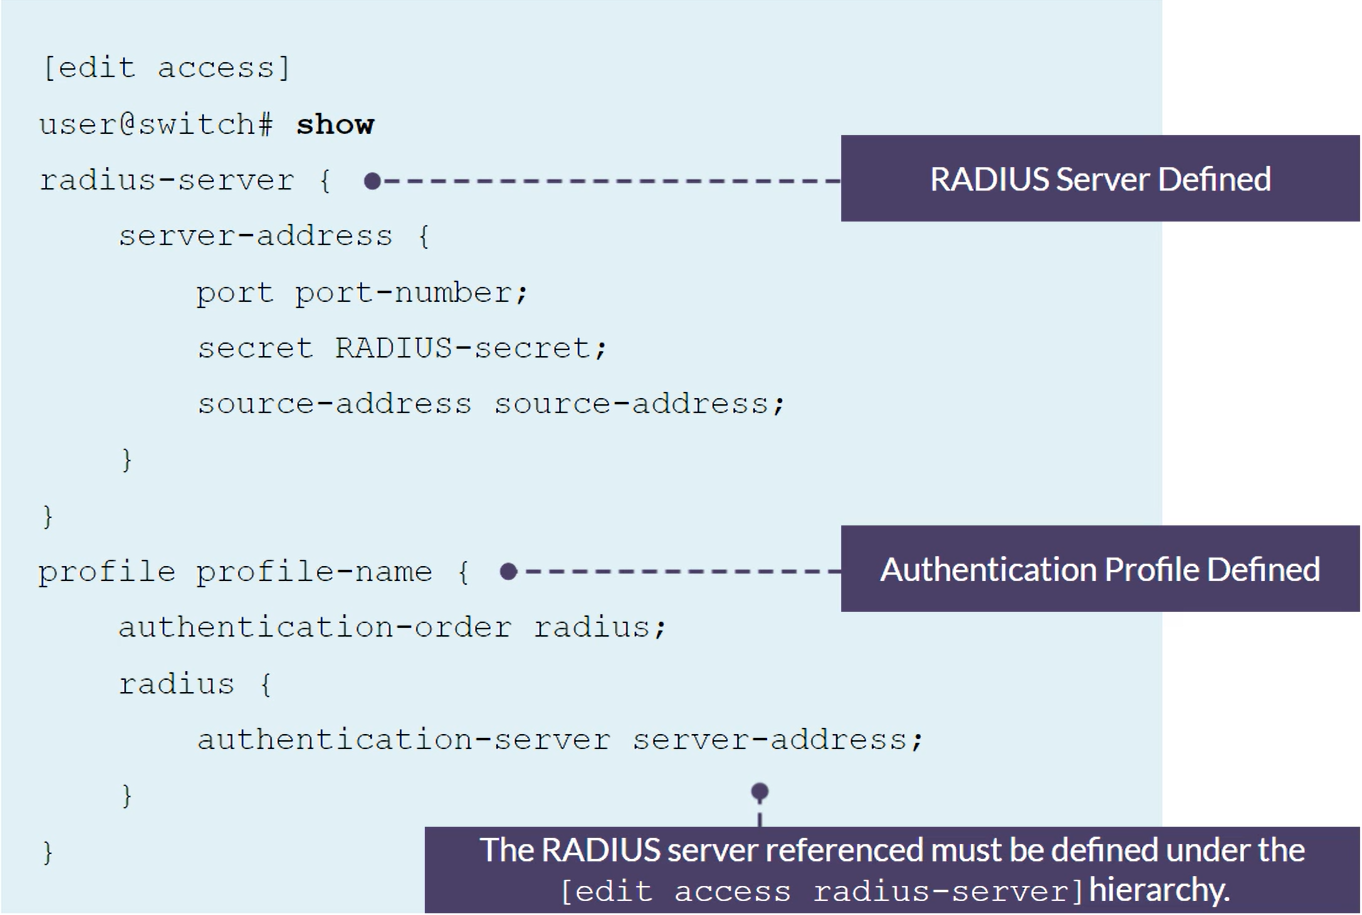 [edit access]
user@switch# show
radius-server {
RADIUS Server Defined
server-address {
port port-number;
secret RADIUS-secret;
source-address source-address;
}
}
profile profile-name {
Authentication Profile Defined
authentication-order radius;
radius {
authentication-server server-address;
}
}
The RADIUS server referenced must be defined under the
[edit access radius-server] hierarchy.